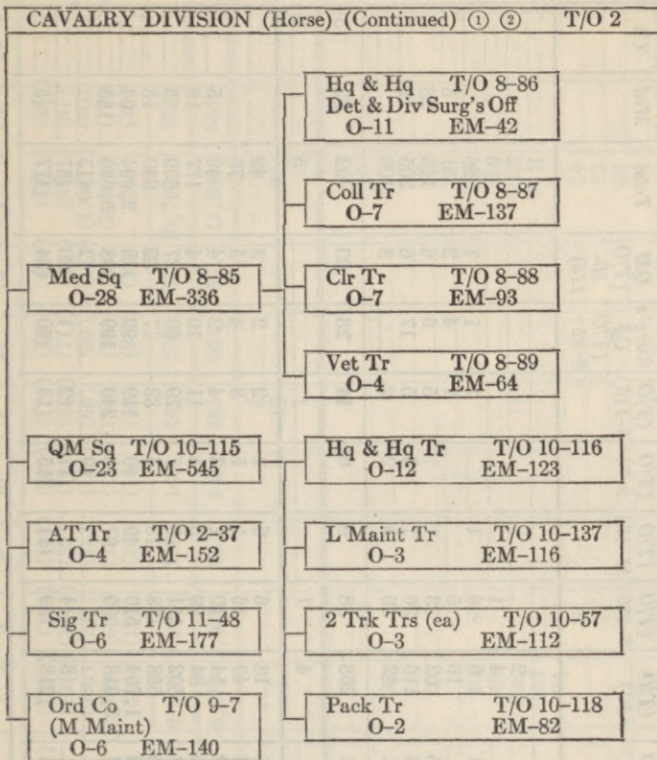 CAVALRY DIVISION (Horse) (Continued) ① ② T/O 2
Hq & Hq T/O 8–86
Det & Div Surg's Off
O–11 EM–42
Coll Tr T/O 8–87
O–7 EM–137
Med Sq T/O 8–85
O–28 EM–336
Clr Tr T/O 8–88
O–7 EM–93
Vet Tr T/O 8–89
O–4 EM–64
QM Sq T/O 10–115
O–23 EM–545
Hq & Hq Tr T/O 10–116
O–12 EM–123
AT Tr T/O 2–37
O–4 EM–152
L Maint Tr T/O 10–137
O–3 EM–116
Sig Tr T/O 11–48
O–6 EM–177
2 Trk Trs (ea) T/O 10–57
O–3 EM–112
Ord Co T/O 9–7
(M Maint)
O–6 EM–140
Pack Tr T/O 10–118
O–2 EM–82